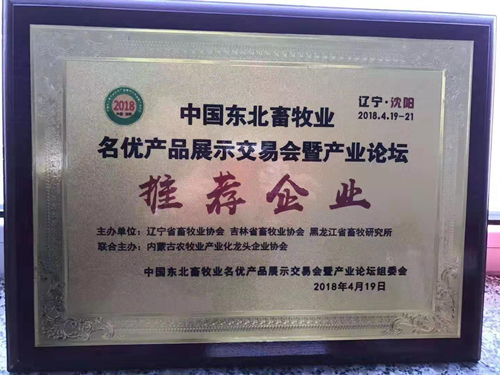 2018
辽宁·沈阳
2018.4.19-21
中国东北畜牧业
名优产品展示交易会暨产业论坛
推荐企业
主办单位：辽宁省畜牧业协会 吉林省畜牧业协会 黑龙江省畜牧研究所
联合主办：内蒙古农牧业产业化龙头企业协会
中国东北畜牧业名优产品展示交易会暨产业论坛组委会
2018年4月19日